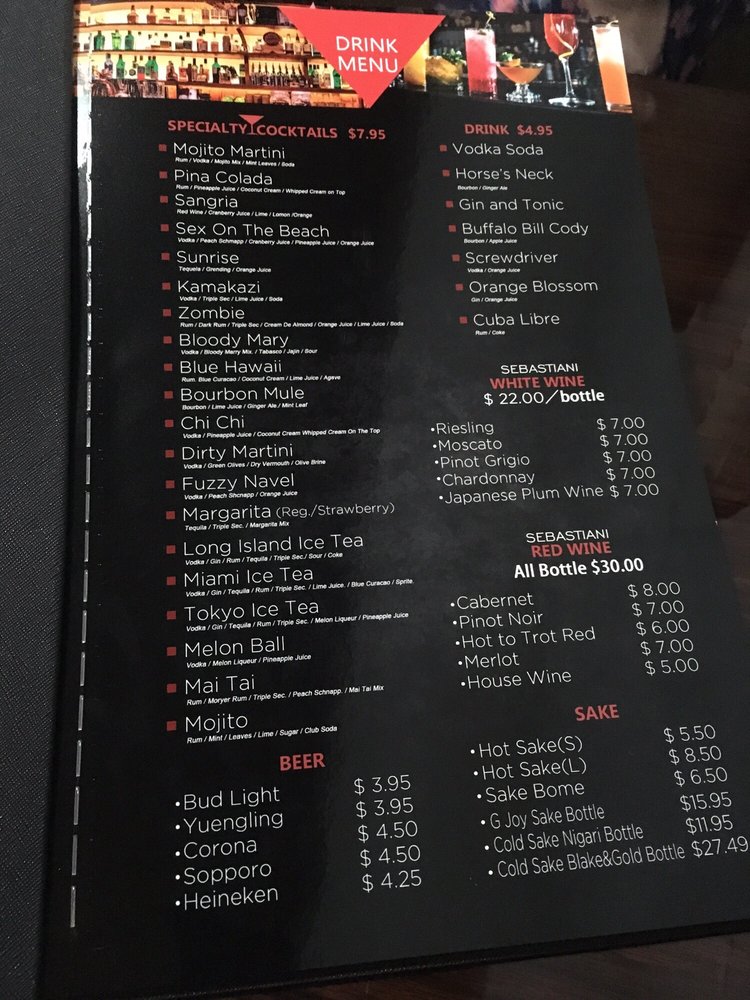 DRINK
MENU
SPECIALTY COCKTAILS $7.95
Mojito Martini
Rum / Vodka / Mojito Mix / Mint Leaves / Soda
Pina Colada
Rum / Pineapple Juice / Coconut Cream / Whipped Cream on Top
Sangria
Red Wine / Cranberry Juice / Lime / Lomon /Orange
Sex On The Beach
Vodka / Peach Schmapp / Cranberry Juice / Pineapple Juice / Orange Juice
Sunrise
Tequela / Grending / Orange Juice
Kamakazi
Vodka / Triple Sec / Lime Juice / Soda
Zombie
Rum / Dark Rum / Triple Sec / Cream De Almond / Orange Juice / Lime Juice / Soda
Bloody Mary
Vodka / Bloody Marry Mix. / Tabasco / Jajin / Sour
Blue Hawaii
Rum. Blue Curacao / Coconut Cream / Lime Juice / Agave
Bourbon Mule
Bourbon / Lime Juice / Ginger Ale./ Mint Leaf
Chi Chi
Vodka / Pineapple Juice / Coconut Cream Whipped Cream On The Top
Dirty Martini
Vodka / Green Olives / Dry Vermouth / Olive Brine
Fuzzy Navel
Vodka / Peach Shcnapp / Orange Juice
Margarita (Reg./Strawberry)
Tequila / Triple Sec. / Margarita Mix
Long Island Ice Tea
Vodka / Gin / Rum / Tequila / Triple Sec./ Sour / Coke
Miami Ice Tea
Vodka / Gin / Tequila / Rum / Triple Sec. / Lime Juice. / Blue Curacao / Sprite.
Tokyo Ice Tea
Vodka / Gin / Tequila / Rum / Triple Sec. / Melon Liqueur / Pineapple Juice
Melon Ball
Vodka / Melon Liqueur / Pineapple Juice
Mai Tai
Rum / Moryer Rum / Triple Sec. / Peach Schnapp. / Mai Tai Mix
Mojito
Rum / Mint / Leaves / Lime / Sugar / Club Soda
BEER
•Bud Light $ 3.95
•Yuengling $ 3.95
•Corona $ 4.50
•Sopporo $ 4.50
•Heineken $ 4.25
DRINK $4.95
Vodka Soda
Horse's Neck
Bourbon / Ginger Ale
Gin and Tonic
Buffalo Bill Cody
Bourbon / Apple Juice
Screwdriver
Vodka / Orange Juice
Orange Blossom
Gin / Orange Juice
Cuba Libre
Rum / Coke
SEBASTIANI
WHITE WINE
$ 22.00/bottle
•Riesling $ 7.00
•Moscato $ 7.00
•Pinot Grigio $ 7.00
•Chardonnay $ 7.00
•Japanese Plum Wine $ 7.00
SEBASTIANI
RED WINE
All Bottle $30.00
•Cabernet $ 8.00
•Pinot Noir $ 7.00
•Hot to Trot Red $ 6.00
•Merlot $ 7.00
•House Wine $ 5.00
SAKE
•Hot Sake(S) $ 5.50
•Hot Sake(L) $ 8.50
•Sake Bome $ 6.50
• G Joy Sake Bottle $15.95
• Cold Sake Nigari Bottle $11.95
• Cold Sake Blake&Gold Bottle $27.49